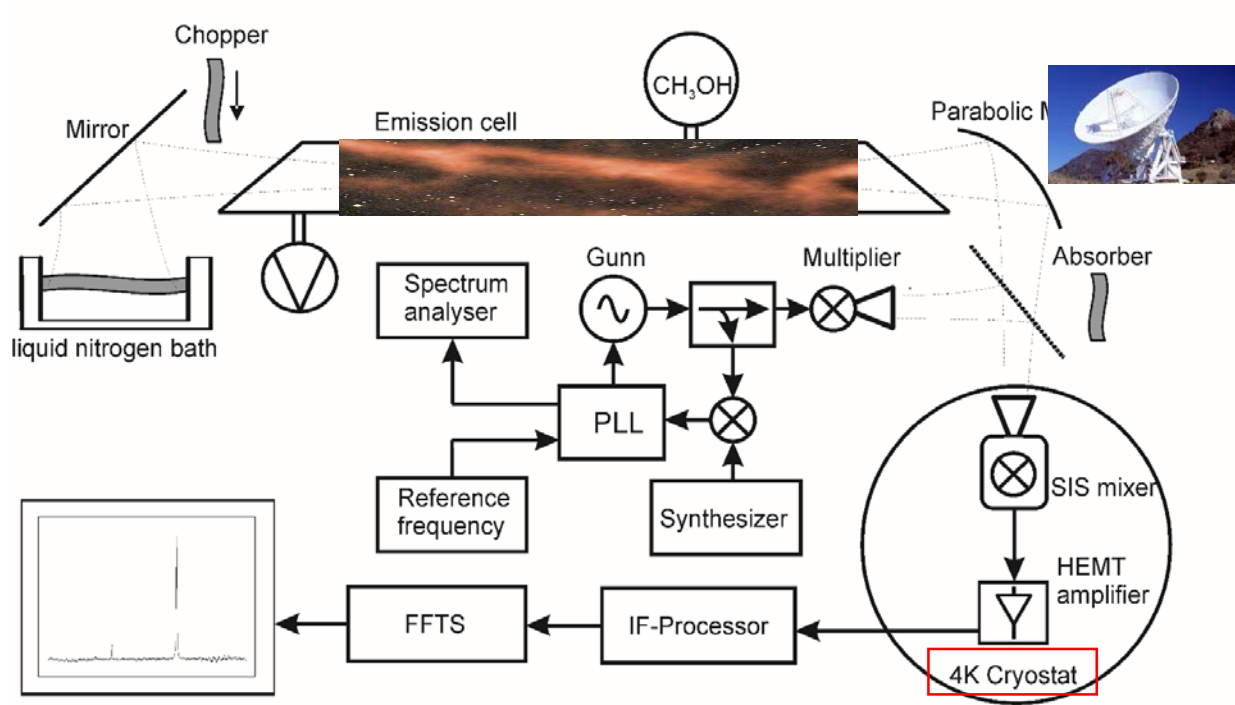 Chopper
Mirror
Emission cell
CH₃OH
Parabolic
liquid nitrogen bath
Spectrum
analyser
Gunn
Multiplier
Absorber
PLL
Reference
frequency
Synthesizer
SIS mixer
HEMT
amplifier
FFTS
IF-Processor
4K Cryostat